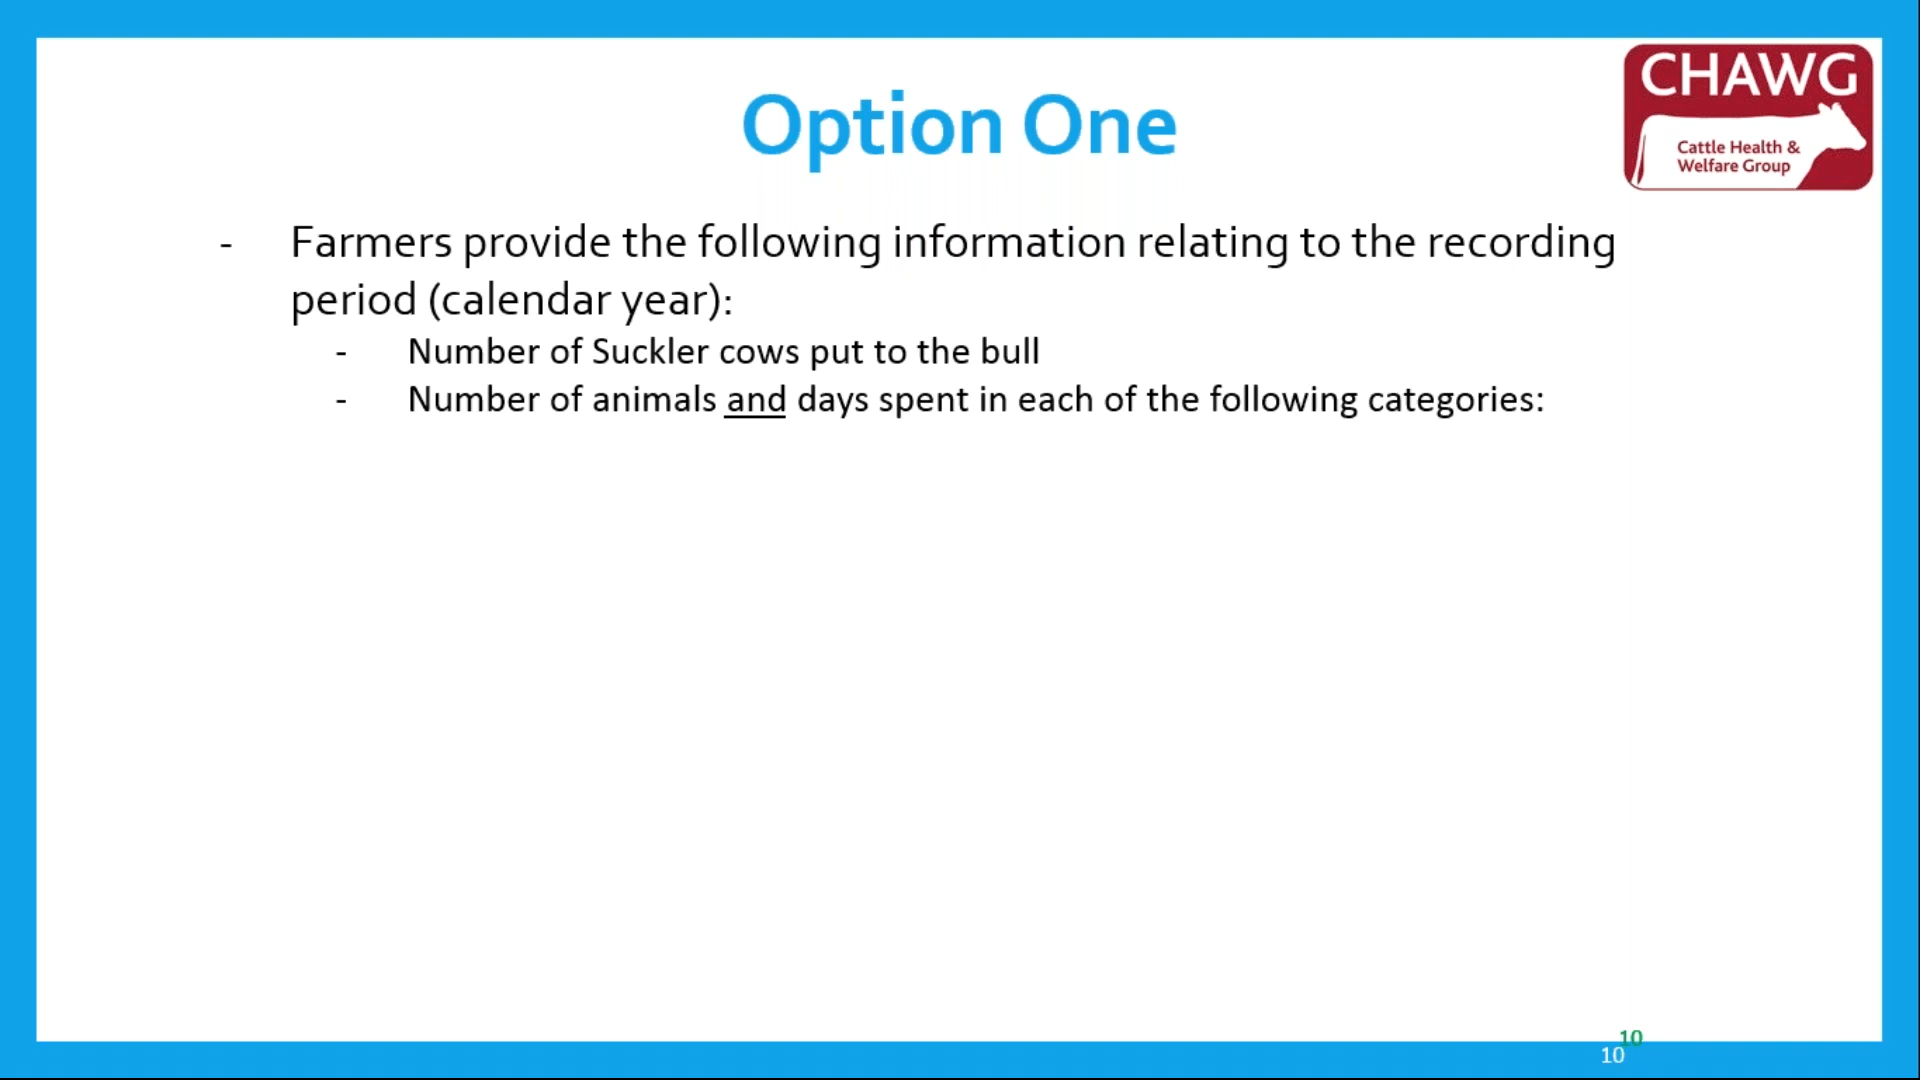 CHAWG
Cattle Health &
Welfare Group
Option One
- Farmers provide the following information relating to the recording
period (calendar year):
- Number of Suckler cows put to the bull
- Number of animals and days spent in each of the following categories:
10
10